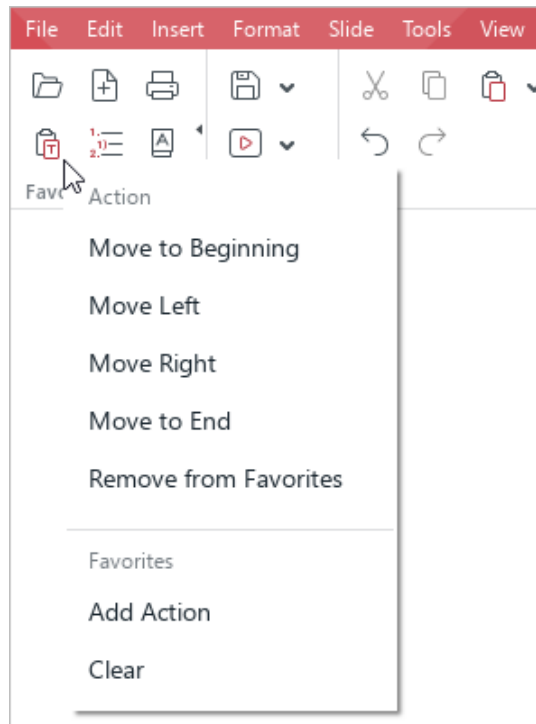 File Edit Insert Format Slide Tools View
Action
Move to Beginning
Move Left
Move Right
Move to End
Remove from Favorites
Favorites
Add Action
Clear